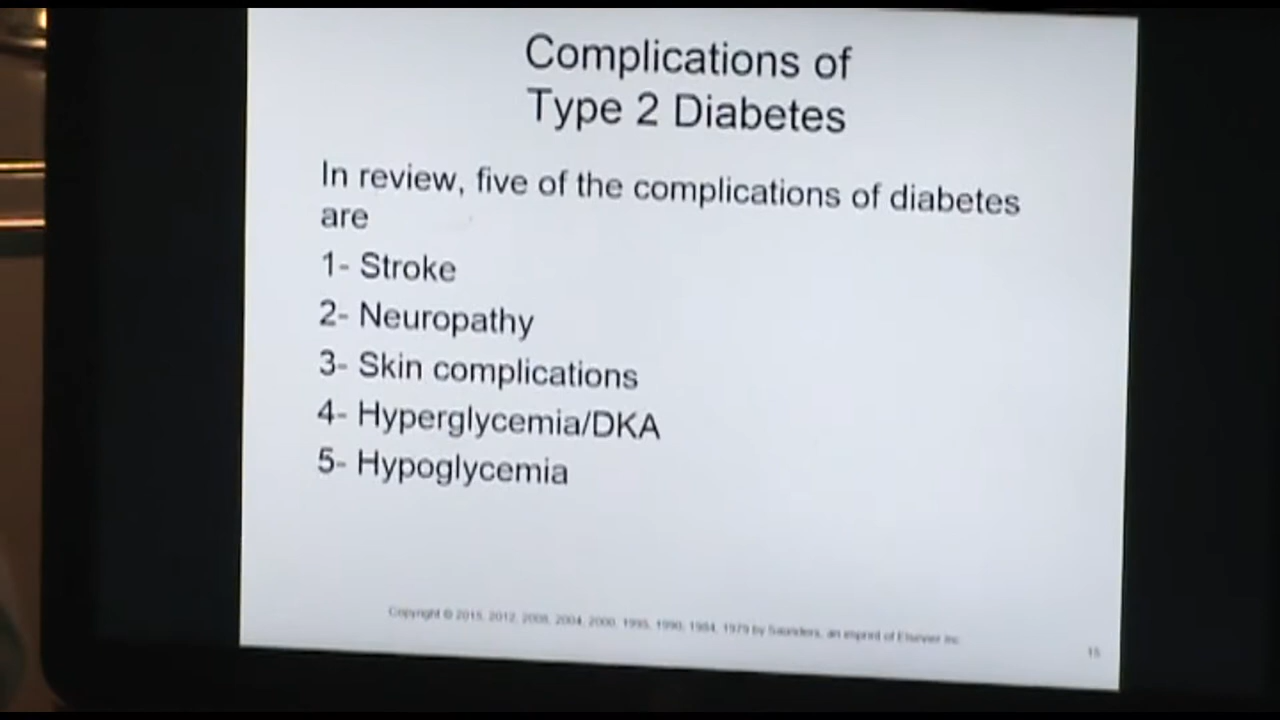 Complications of
Type 2 Diabetes
In review, five of the complications of diabetes
are
1- Stroke
2- Neuropathy
3- Skin complications
4- Hyperglycemia/DKA
5- Hypoglycemia
Copyright © 2015, 2012, 2008, 2004, 2000, 1995, 1990, 1984, 1979 by Saunders, an imprint of Elsevier Inc.
15